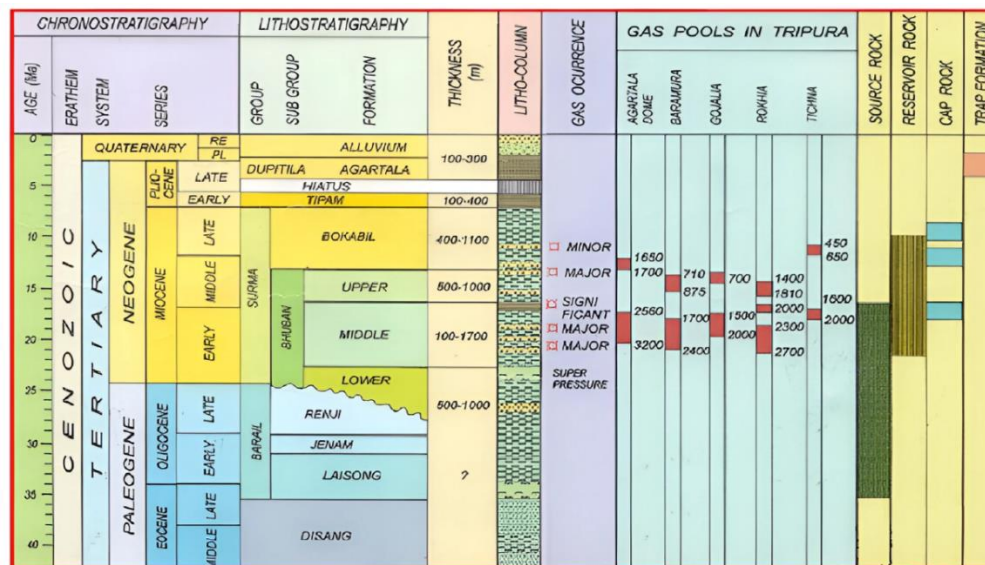 CHRONOSTRATIGRAPHY
LITHOSTRATIGRAPHY
GAS POOLS IN TRIPURA
AGE (Ma)
ERATHEM
SYSTEM
SEPIES
GROUP
SUB GROUP
FORMATION
THICKNESS
(m)
LITHO-COLUMN
GAS OCURRENCE
AGARTALA
DOME
BARAMURA
GOJALIA
ROKHIA
TICHNA
SOURCE ROCK
RESERVOIR ROCK
CAP ROCK
TRAP FORMATION
0
5
10
15
20
25
30
35
40
CENOZOIC
TERTIARY
QUATERNARY
NEOGENE
PALEOGENE
RE
PL
PLIO-
CENE
MIOCENE
OLIGOCENE
EOCENE
LATE
EARLY
LATE
MIDDLE
EARLY
LATE
EARLY
LATE
MIDDLE
ALLUVIUM
DUPITILA
AGARTALA
HIATUS
TIPAM
SURMA
BHUBAN
BARAIL
BOKABIL
UPPER
MIDDLE
LOWER
RENJI
JENAM
LAISONG
DISANG
100-300
100-400
400-1100
500-1000
100-1700
500-1000
?
MINOR
MAJOR
SIGNI
FICANT
MAJOR
MAJOR
SUPER
PRESSURE
1650
1700
2560
3200
710
875
1700
2400
700
1500
2000
1400
1810
2000
2300
2700
450
650
1600
2000